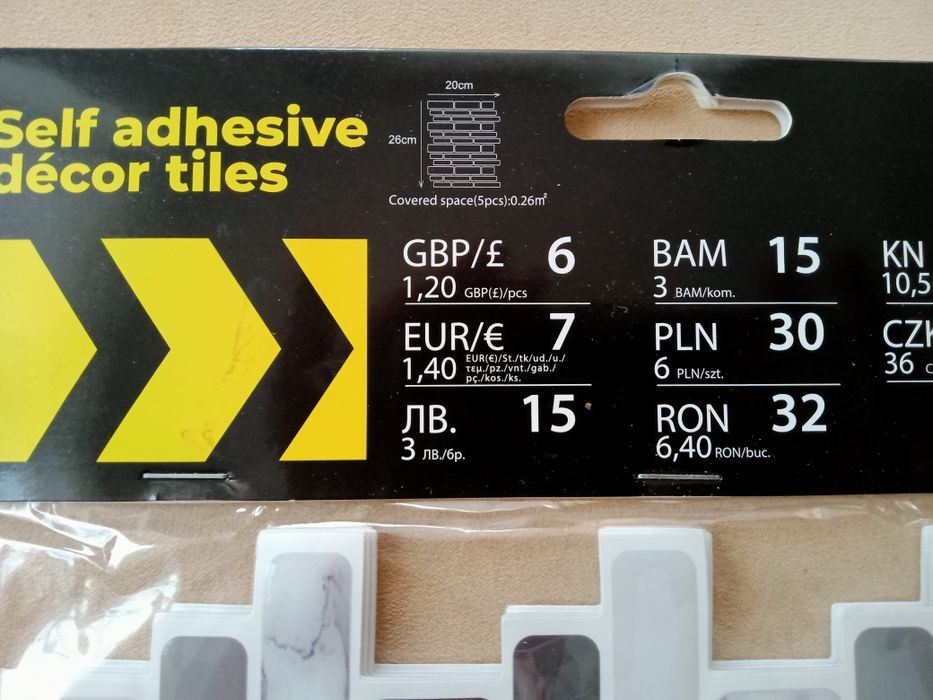 Self adhesive
décor tiles
20cm
26cm
Covered space(5pcs):0.26m²
GBP/£ 6
1,20 GBP(£)/pcs
EUR/€ 7
1,40 EUR(€)/St./tk/ud./u./
τεμ./pz./vnt./gab./
pç./kos./ks.
ЛВ. 15
3 ЛВ./бр.
BAM 15
3 BAM/kom.
PLN 30
6 PLN/szt.
RON 32
6,40 RON/buc.
KN
10,5
CZK
36